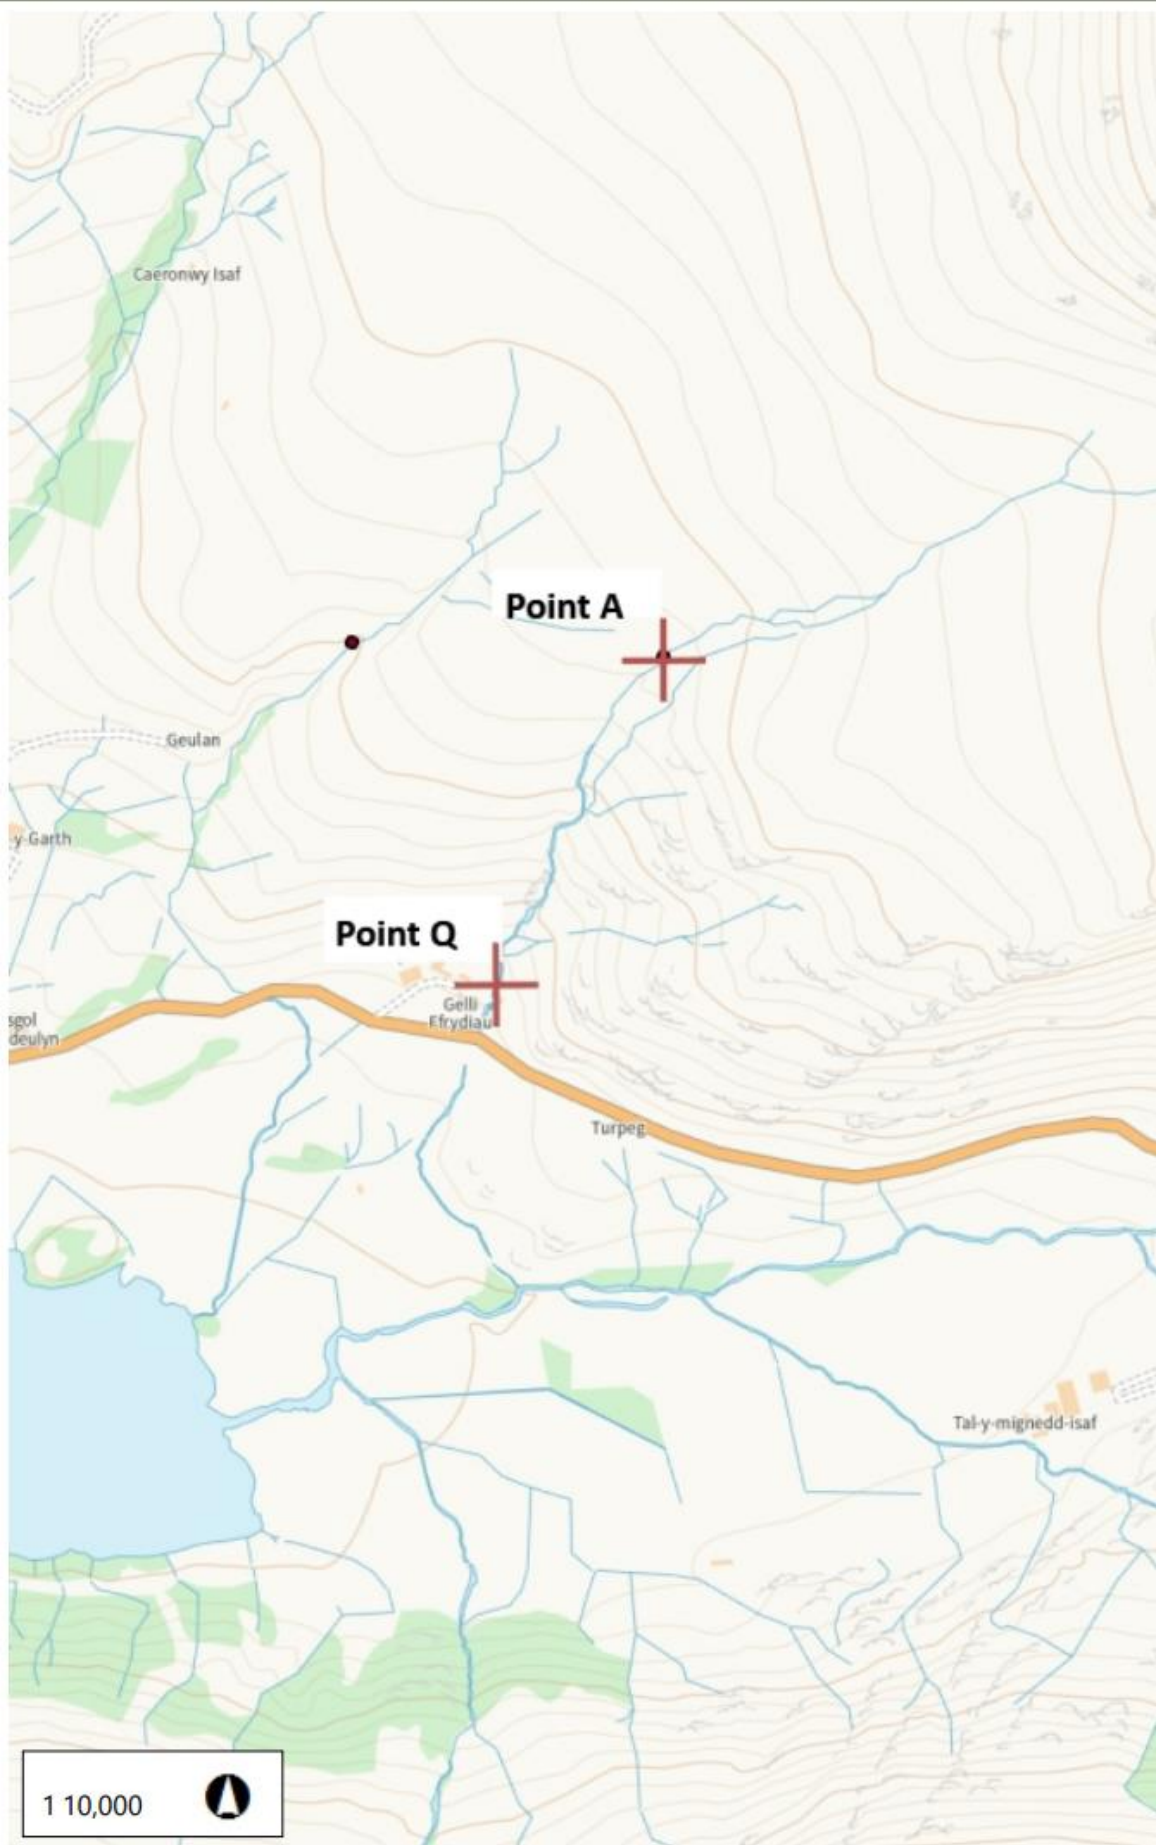 Caeronwy Isaf
Point A
Geulan
y-Garth
Point Q
Gelli
Efrydiau
sgol
deulyn
Turpeg
Tal-y-mignedd-isaf
1 10,000